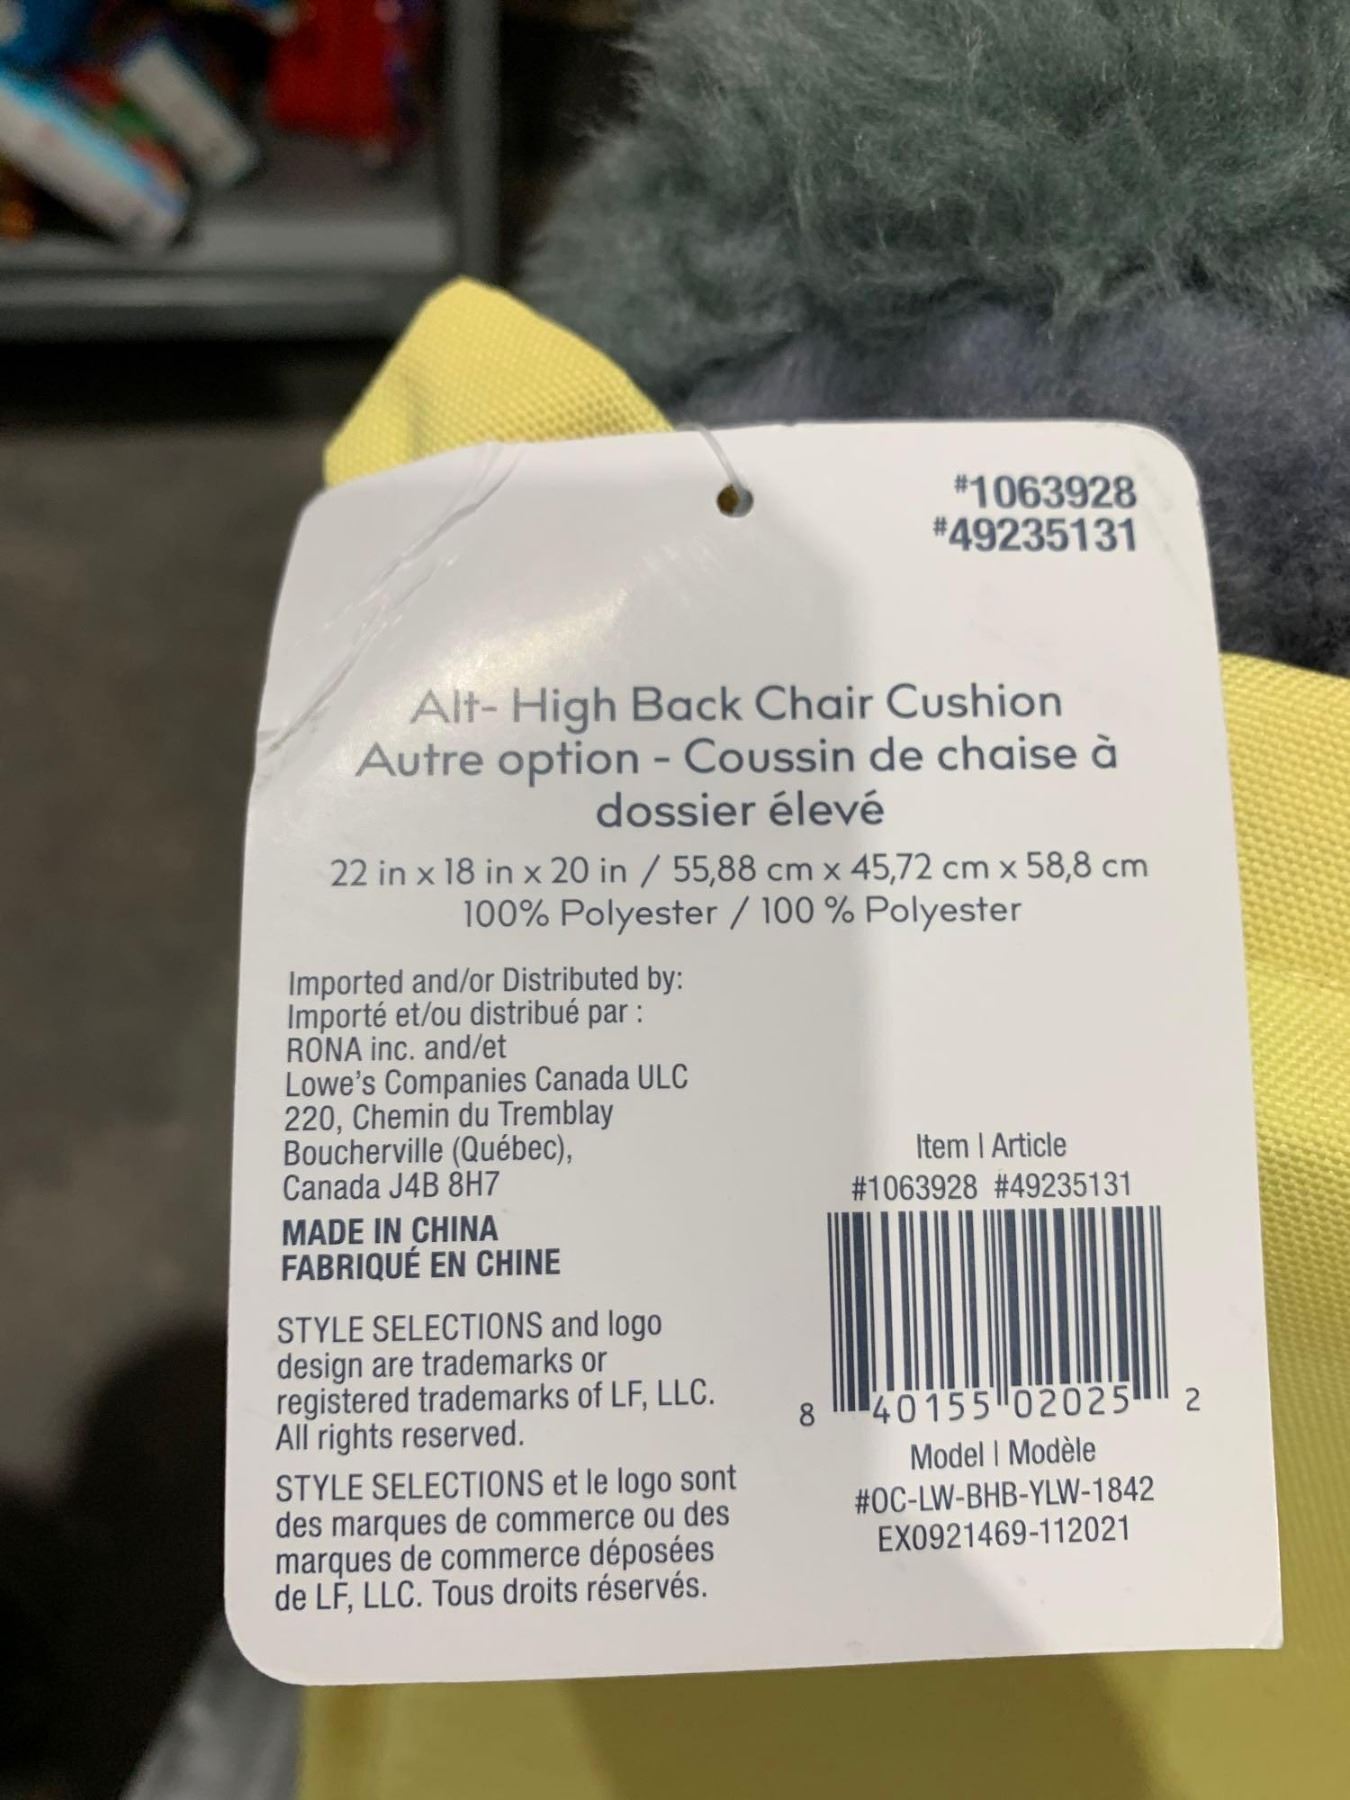 #1063928
#49235131
Alt- High Back Chair Cushion
Autre option - Coussin de chaise à
dossier élevé
22 in x 18 in x 20 in / 55,88 cm x 45,72 cm x 58,8 cm
100% Polyester / 100 % Polyester
Imported and/or Distributed by:
Importé et/ou distribué par :
RONA inc. and/et
Lowe's Companies Canada ULC
220, Chemin du Tremblay
Boucherville (Québec),
Canada J4B 8H7
MADE IN CHINA
FABRIQUÉ EN CHINE
STYLE SELECTIONS and logo
design are trademarks or
registered trademarks of LF, LLC.
All rights reserved.
STYLE SELECTIONS et le logo sont
des marques de commerce ou des
marques de commerce déposées
de LF, LLC. Tous droits réservés.
Item | Article
#1063928 #49235131
8 40155 02025 2
Model | Modèle
#OC-LW-BHB-YLW-1842
EX0921469-112021